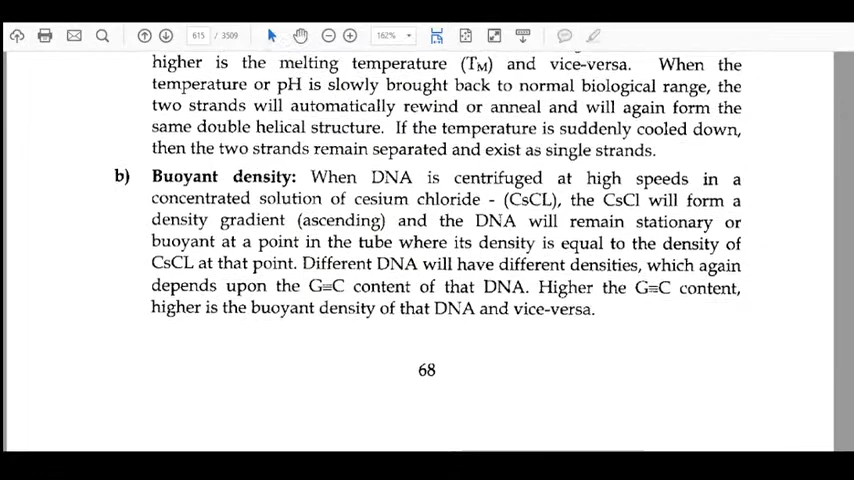 615 / 3509
162%
higher is the melting temperature (TM) and vice-versa. When the
temperature or pH is slowly brought back to normal biological range, the
two strands will automatically rewind or anneal and will again form the
same double helical structure. If the temperature is suddenly cooled down,
then the two strands remain separated and exist as single strands.
b) Buoyant density: When DNA is centrifuged at high speeds in a
concentrated solution of cesium chloride - (CsCL), the CsCl will form a
density gradient (ascending) and the DNA will remain stationary or
buoyant at a point in the tube where its density is equal to the density of
CsCL at that point. Different DNA will have different densities, which again
depends upon the G≡C content of that DNA. Higher the G≡C content,
higher is the buoyant density of that DNA and vice-versa.
68